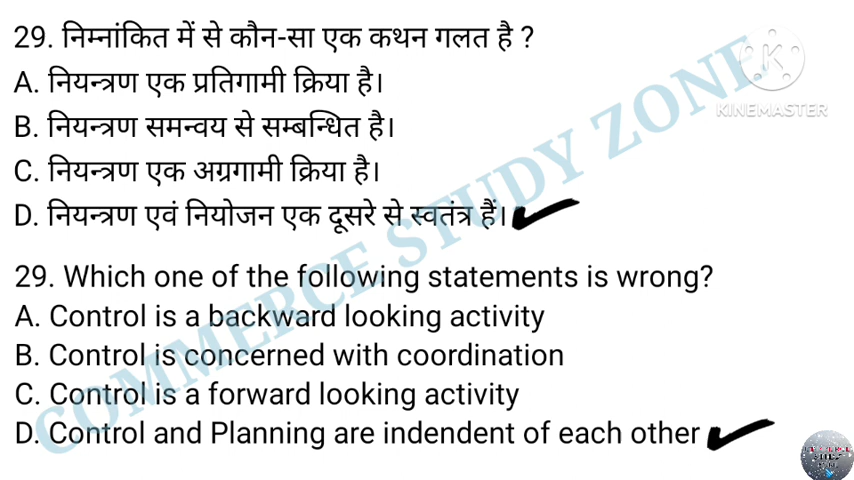 29. निम्नांकित में से कौन-सा एक कथन गलत है ?
A. नियन्त्रण एक प्रतिगामी क्रिया है।
B. नियन्त्रण समन्वय से सम्बन्धित है।
C. नियन्त्रण एक अग्रगामी क्रिया है।
D. नियन्त्रण एवं नियोजन एक दूसरे से स्वतंत्र हैं।
29. Which one of the following statements is wrong?
A. Control is a backward looking activity
B. Control is concerned with coordination
C. Control is a forward looking activity
D. Control and Planning are indendent of each other
COMMERCE STUDY ZONE
K
KINEMASTER